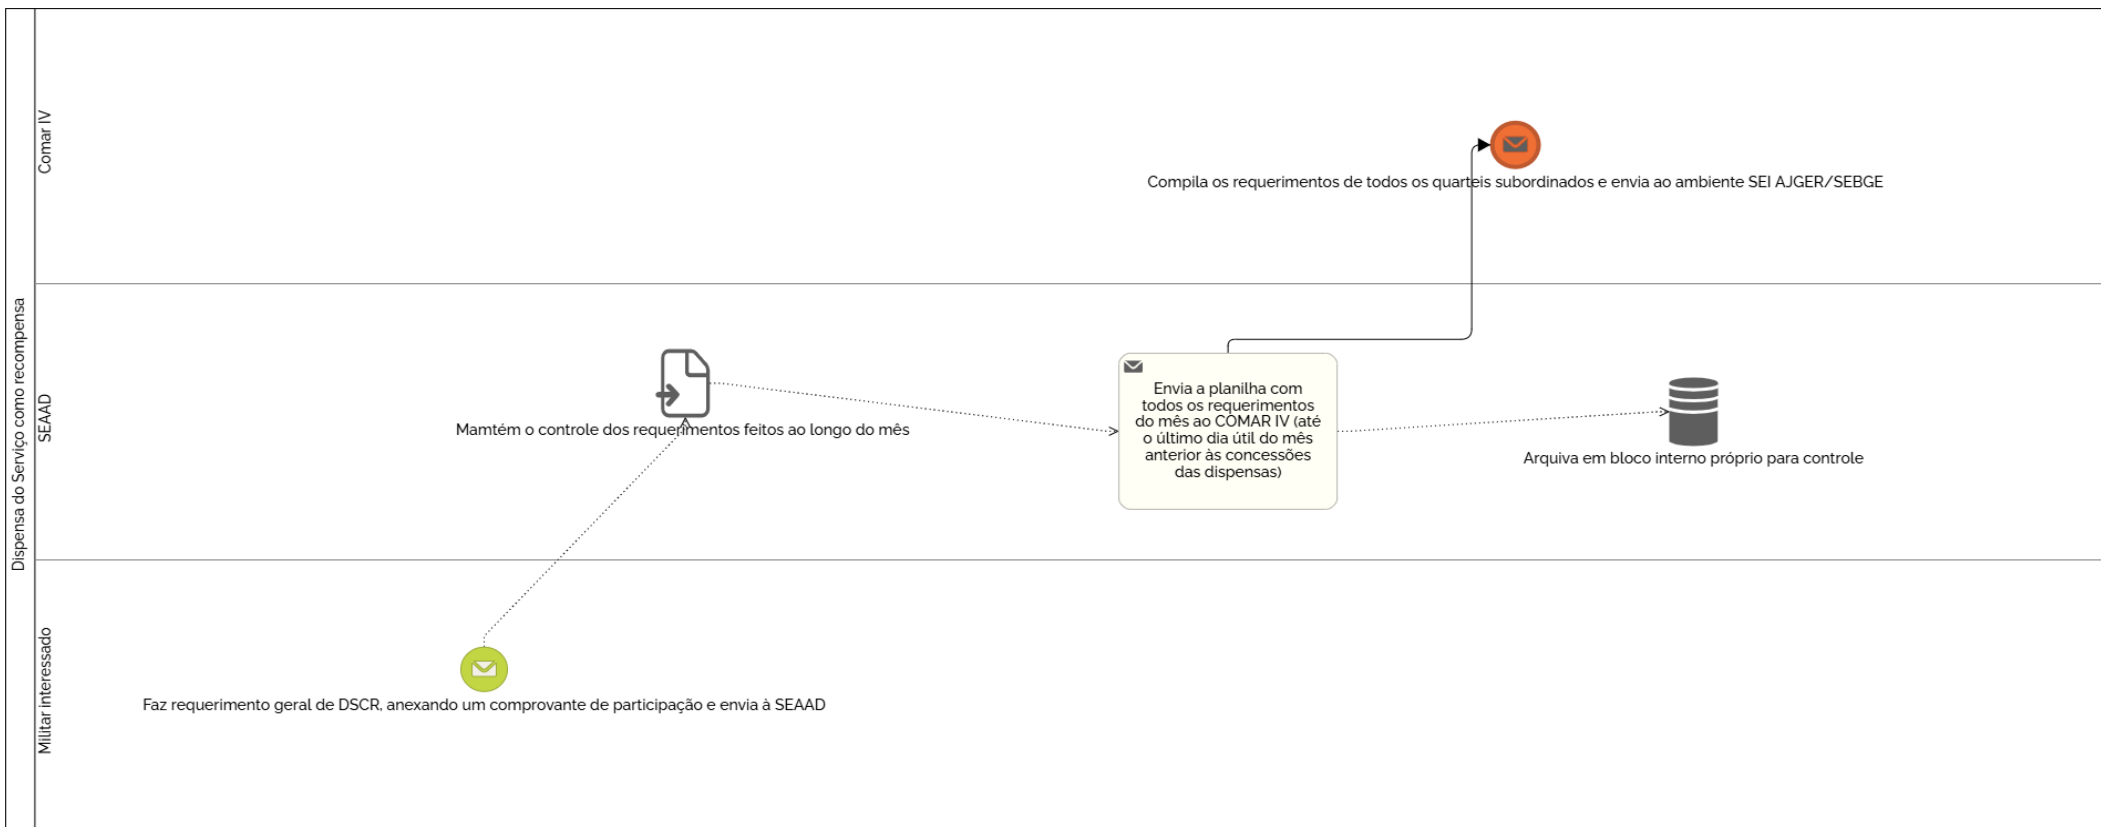 Dispensa do Serviço como recompensa
Comar IV
Compila os requerimentos de todos os quarteis subordinados e envia ao ambiente SEI AJGER/SEBGE
SEAAD
Mamtém o controle dos requerimentos feitos ao longo do mês
Envia a planilha com
todos os requerimentos
do mês ao COMAR IV (até
o último dia útil do mês
anterior às concessões
das dispensas)
Arquiva em bloco interno próprio para controle
Militar interessado
Faz requerimento geral de DSCR, anexando um comprovante de participação e envia à SEAAD